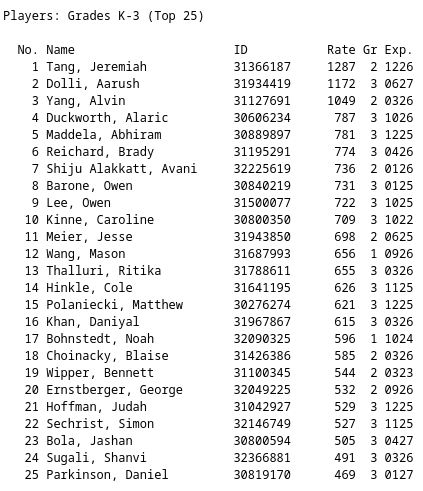 Players: Grades K-3 (Top 25)
No. Name ID Rate Gr Exp.
1 Tang, Jeremiah 31366187 1287 2 1226
2 Dolli, Aarush 31934419 1172 3 0627
3 Yang, Alvin 31127691 1049 2 0326
4 Duckworth, Alaric 30606234 787 3 1026
5 Maddela, Abhiram 30889897 781 3 1225
6 Reichard, Brady 31195291 774 3 0426
7 Shiju Alakkatt, Avani 32225619 736 2 0126
8 Barone, Owen 30840219 731 3 0125
9 Lee, Owen 31500077 722 3 1025
10 Kinne, Caroline 30800350 709 3 1022
11 Meier, Jesse 31943850 698 2 0625
12 Wang, Mason 31687993 656 1 0926
13 Thalluri, Ritika 31788611 655 3 0326
14 Hinkle, Cole 31641195 626 3 1125
15 Polaniecki, Matthew 30276274 621 3 1225
16 Khan, Daniyal 31967867 615 3 0326
17 Bohnstedt, Noah 32090325 596 1 1024
18 Choinacky, Blaise 31426386 585 2 0326
19 Wipper, Bennett 31100345 544 2 0323
20 Ernstberger, George 32049225 532 2 0926
21 Hoffman, Judah 31042927 529 3 1225
22 Sechrist, Simon 32146749 527 3 1125
23 Bola, Jashan 30800594 505 3 0427
24 Sugali, Shanvi 32366881 491 3 0326
25 Parkinson, Daniel 30819170 469 3 0127